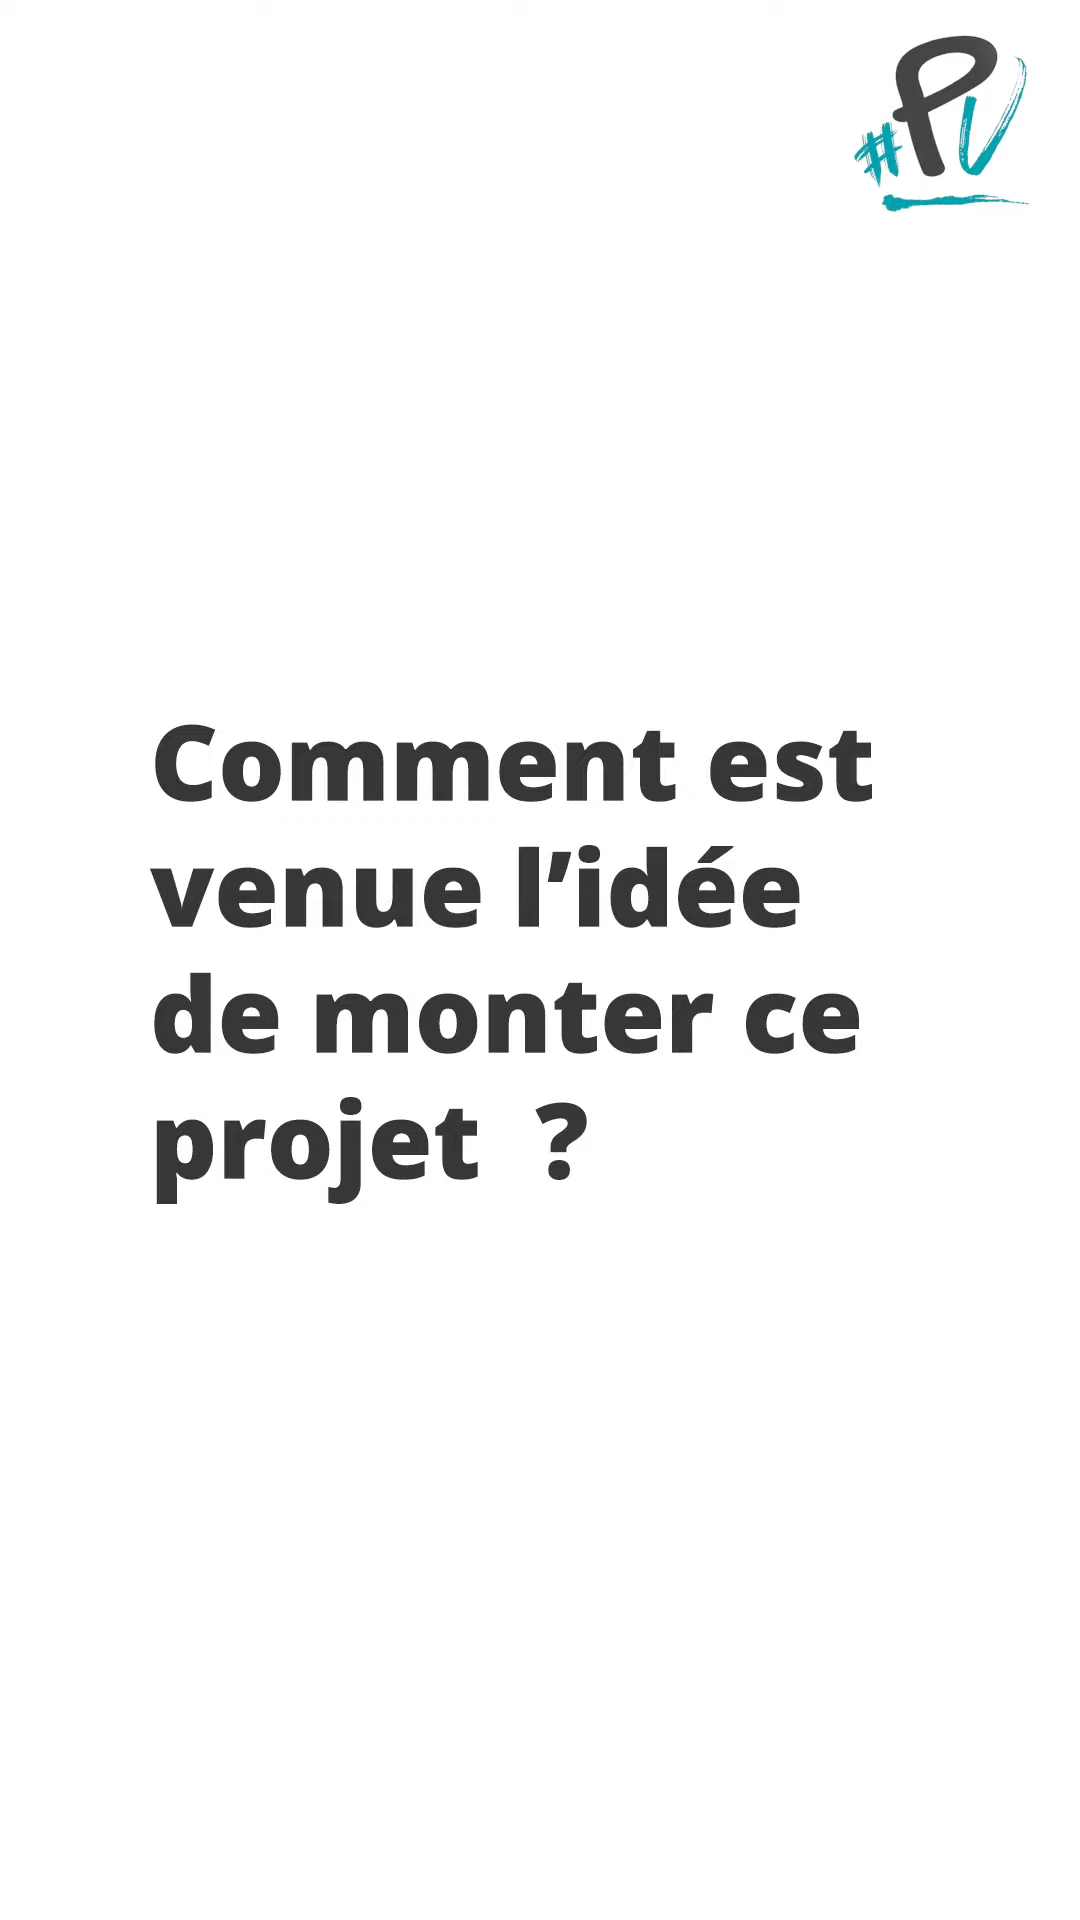 #PV
Comment est
venue l’idée
de monter ce
projet  ?